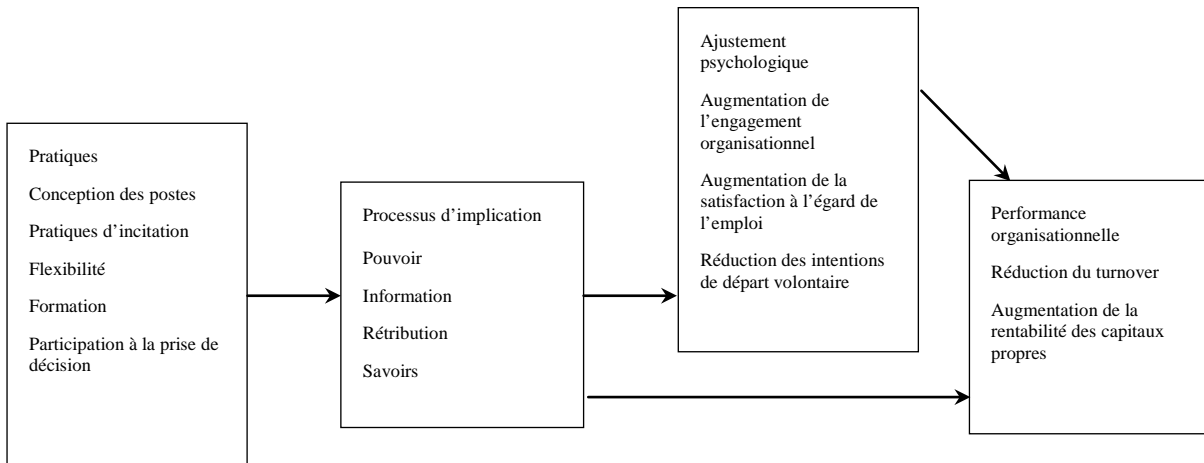 Pratiques
Conception des postes
Pratiques d’incitation
Flexibilité
Formation
Participation à la prise de
décision
Processus d’implication
Pouvoir
Information
Rétribution
Savoirs
Ajustement
psychologique
Augmentation de
l’engagement
organisationnel
Augmentation de la
satisfaction à l’égard de
l’emploi
Réduction des intentions
de départ volontaire
Performance
organisationnelle
Réduction du turnover
Augmentation de la
rentabilité des capitaux
propres